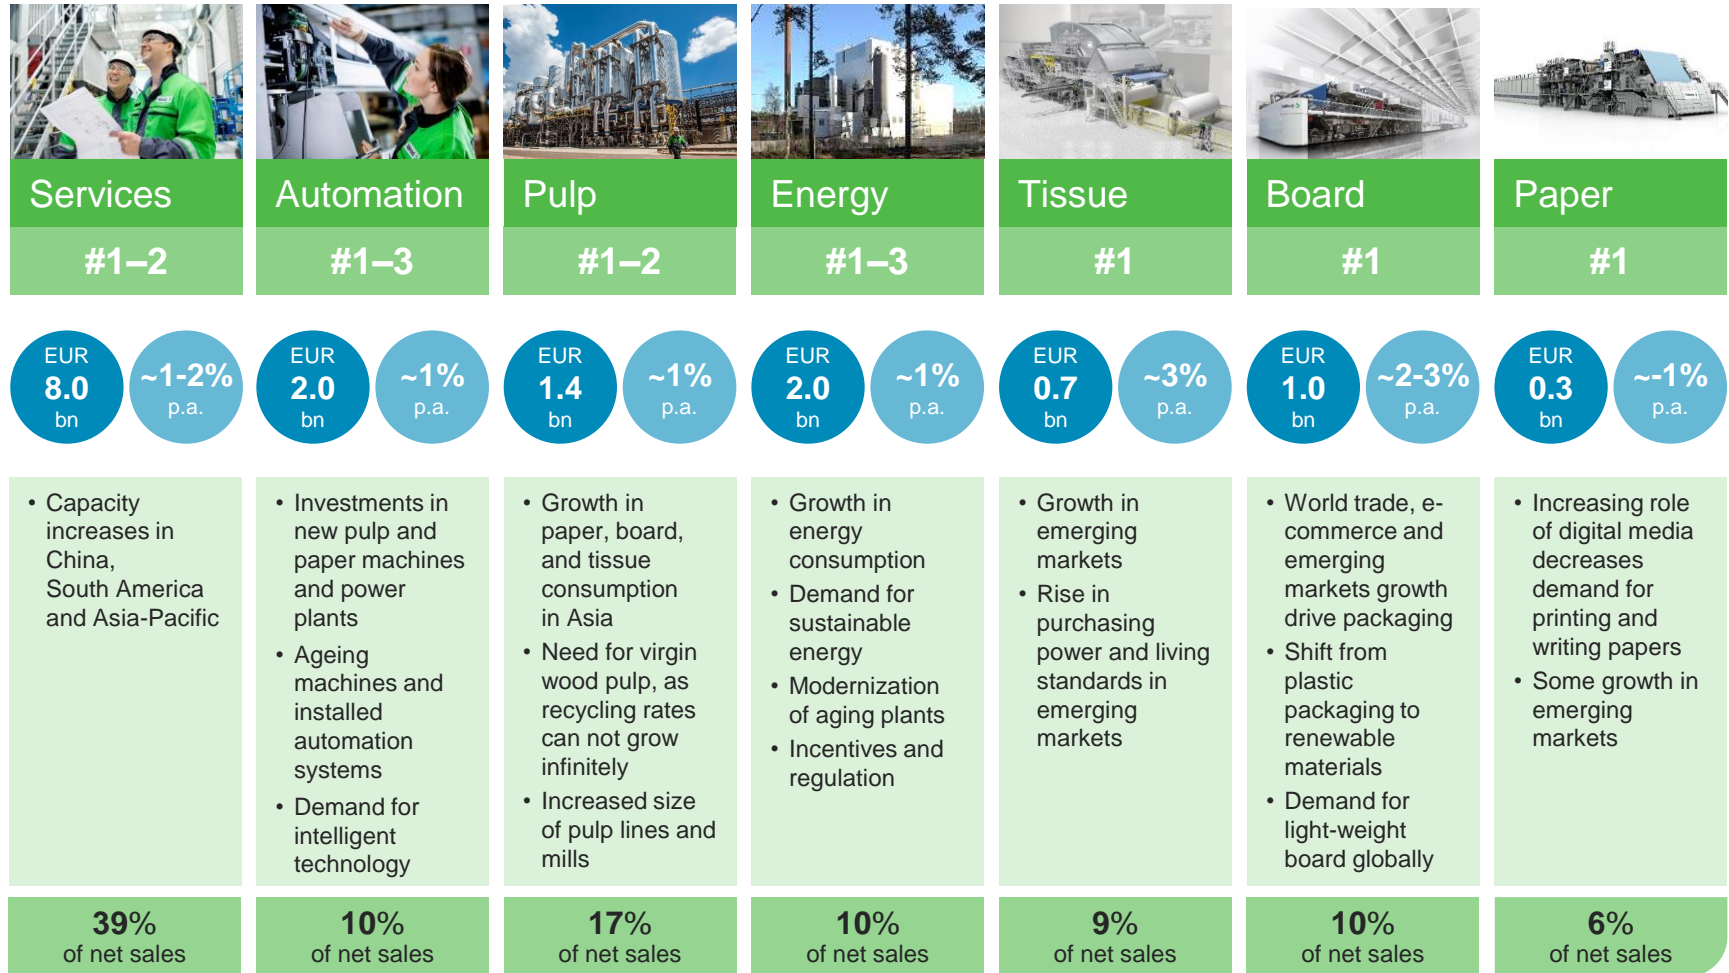 Services
#1–2
EUR
8.0
bn
~1-2%
p.a.
• Capacity
increases in
China,
South America
and Asia-Pacific
39%
of net sales
Automation
#1–3
EUR
2.0
bn
~1%
p.a.
• Investments in
new pulp and
paper machines
and power
plants
• Ageing
machines and
installed
automation
systems
• Demand for
intelligent
technology
10%
of net sales
Pulp
#1–2
EUR
1.4
bn
~1%
p.a.
• Growth in
paper, board,
and tissue
consumption
in Asia
• Need for virgin
wood pulp, as
recycling rates
can not grow
infinitely
• Increased size
of pulp lines and
mills
17%
of net sales
Energy
#1–3
EUR
2.0
bn
~1%
p.a.
• Growth in
energy
consumption
• Demand for
sustainable
energy
• Modernization
of aging plants
• Incentives and
regulation
10%
of net sales
Tissue
#1
EUR
0.7
bn
~3%
p.a.
• Growth in
emerging
markets
• Rise in
purchasing
power and living
standards in
emerging
markets
9%
of net sales
Board
#1
EUR
1.0
bn
~2-3%
p.a.
• World trade, e-
commerce and
emerging
markets growth
drive packaging
• Shift from
plastic
packaging to
renewable
materials
• Demand for
light-weight
board globally
10%
of net sales
Paper
#1
EUR
0.3
bn
~-1%
p.a.
• Increasing role
of digital media
decreases
demand for
printing and
writing papers
• Some growth in
emerging
markets
6%
of net sales